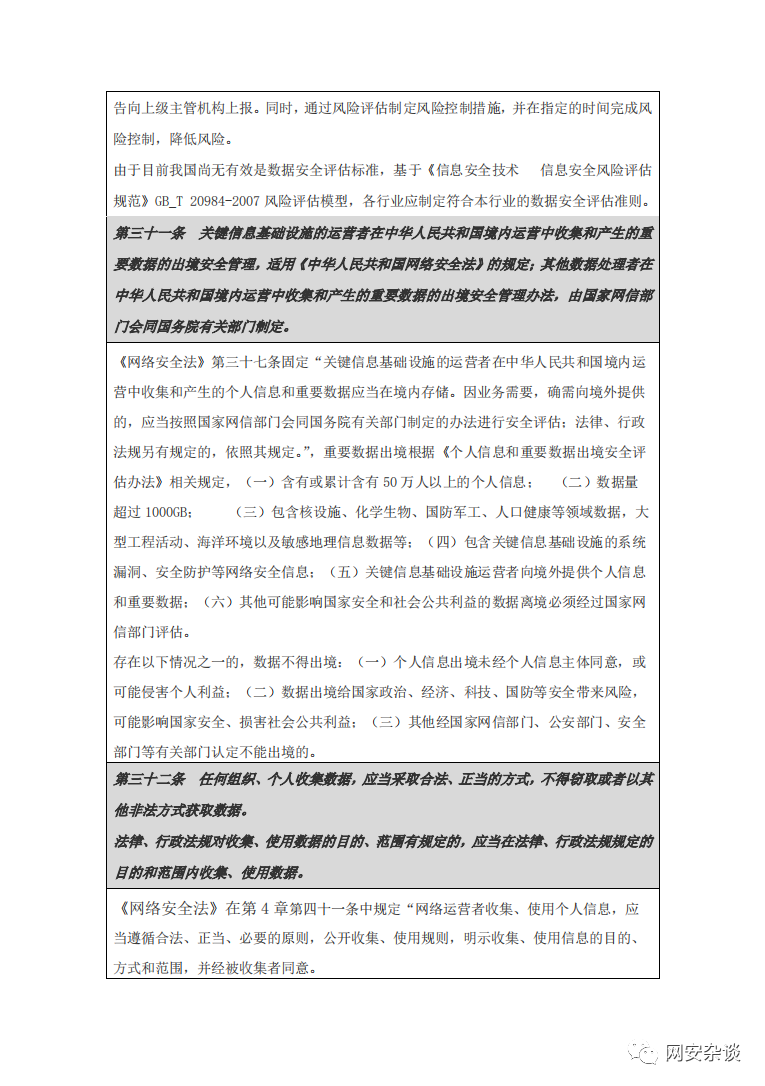 告向上级主管机构上报。同时，通过风险评估制定风险控制措施，并在指定的时间完成风
险控制，降低风险。
由于目前我国尚无有效是数据安全评估标准，基于《信息安全技术　信息安全风险评估
规范》GB_T 20984-2007 风险评估模型，各行业应制定符合本行业的数据安全评估准则。
第三十一条　关键信息基础设施的运营者在中华人民共和国境内运营中收集和产生的重
要数据的出境安全管理，适用《中华人民共和国网络安全法》的规定；其他数据处理者在
中华人民共和国境内运营中收集和产生的重要数据的出境安全管理办法，由国家网信部
门会同国务院有关部门制定。
《网络安全法》第三十七条固定“关键信息基础设施的运营者在中华人民共和国境内运
营中收集和产生的个人信息和重要数据应当在境内存储。因业务需要，确需向境外提供
的，应当按照国家网信部门会同国务院有关部门制定的办法进行安全评估；法律、行政
法规另有规定的，依照其规定。”，重要数据出境根据《个人信息和重要数据出境安全评
估办法》相关规定，（一）含有或累计含有 50 万人以上的个人信息；　（二）数据量
超过 1000GB；　　（三）包含核设施、化学生物、国防军工、人口健康等领域数据，大
型工程活动、海洋环境以及敏感地理信息数据等；（四）包含关键信息基础设施的系统
漏洞、安全防护等网络安全信息；（五）关键信息基础设施运营者向境外提供个人信息
和重要数据；（六）其他可能影响国家安全和社会公共利益的数据离境必须经过国家网
信部门评估。
存在以下情况之一的，数据不得出境：（一）个人信息出境未经个人信息主体同意，或
可能侵害个人利益；（二）数据出境给国家政治、经济、科技、国防等安全带来风险，
可能影响国家安全、损害社会公共利益；（三）其他经国家网信部门、公安部门、安全
部门等有关部门认定不能出境的。
第三十二条　任何组织、个人收集数据，应当采取合法、正当的方式，不得窃取或者以其
他非法方式获取数据。
法律、行政法规对收集、使用数据的目的、范围有规定的，应当在法律、行政法规规定的
目的和范围内收集、使用数据。
《网络安全法》在第 4 章第四十一条中规定“网络运营者收集、使用个人信息，应
当遵循合法、正当、必要的原则，公开收集、使用规则，明示收集、使用信息的目的、
方式和范围，并经被收集者同意。
网安杂谈